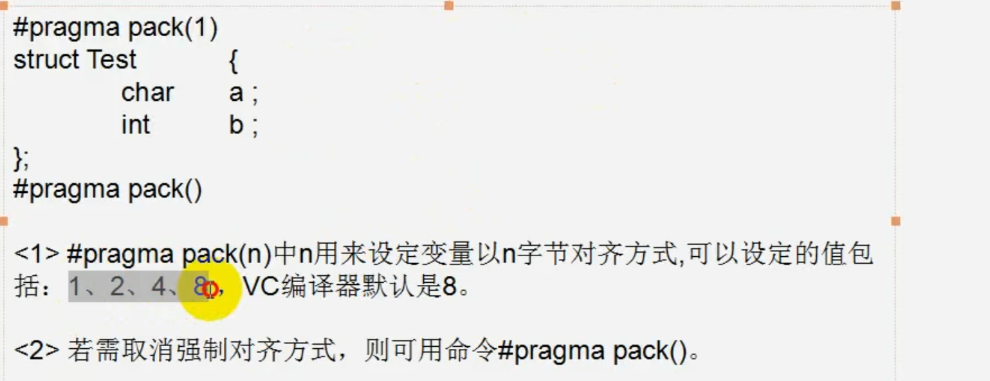 #pragma pack(1)
struct Test {
char a ;
int b ;
};
#pragma pack()
<1> #pragma pack(n)中n用来设定变量以n字节对齐方式,可以设定的值包
括：1、2、4、8，VC编译器默认是8。
<2> 若需取消强制对齐方式，则可用命令#pragma pack()。